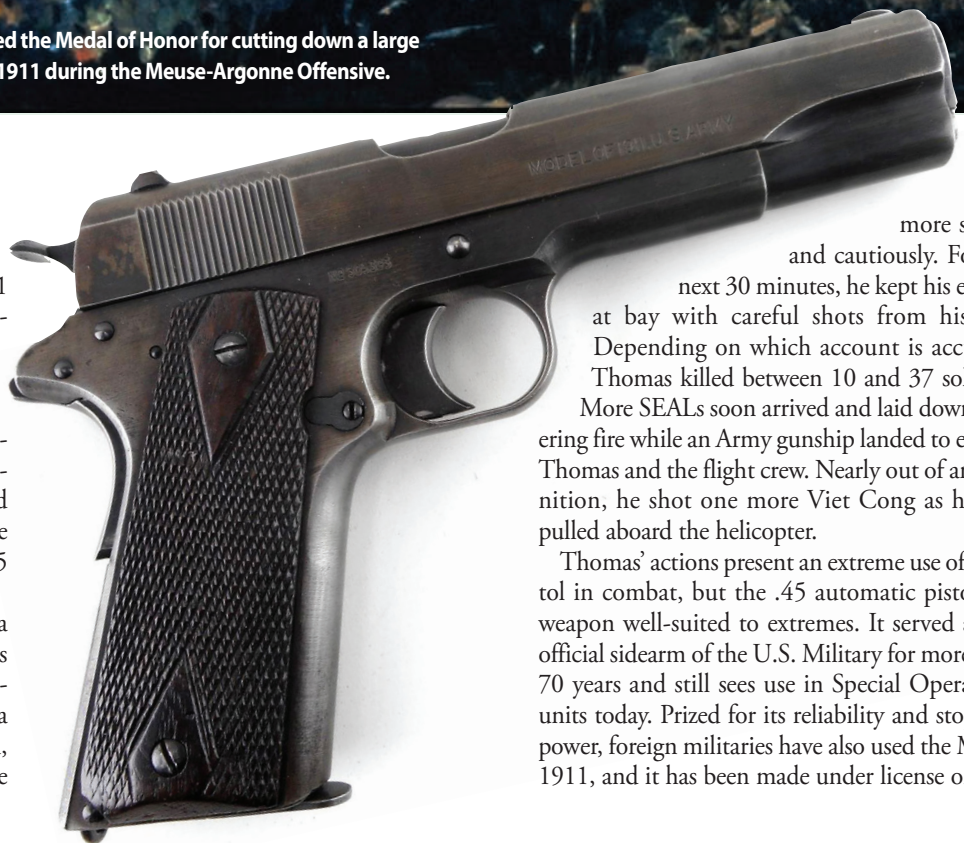 ed the Medal of Honor for cutting down a large
1911 during the Meuse-Argonne Offensive.
MODEL OF 1911. U.S. ARMY
1
-
-
-
d
e
5
a
s
-
a
,
e
more s
and cautiously. Fo
next 30 minutes, he kept his e
at bay with careful shots from his
Depending on which account is acc
Thomas killed between 10 and 37 sol
More SEALs soon arrived and laid down
ering fire while an Army gunship landed to e
Thomas and the flight crew. Nearly out of am
nition, he shot one more Viet Cong as h
pulled aboard the helicopter.
Thomas’ actions present an extreme use of
tol in combat, but the .45 automatic pisto
weapon well-suited to extremes. It served a
official sidearm of the U.S. Military for more
70 years and still sees use in Special Opera
units today. Prized for its reliability and sto
power, foreign militaries have also used the M
1911, and it has been made under license o